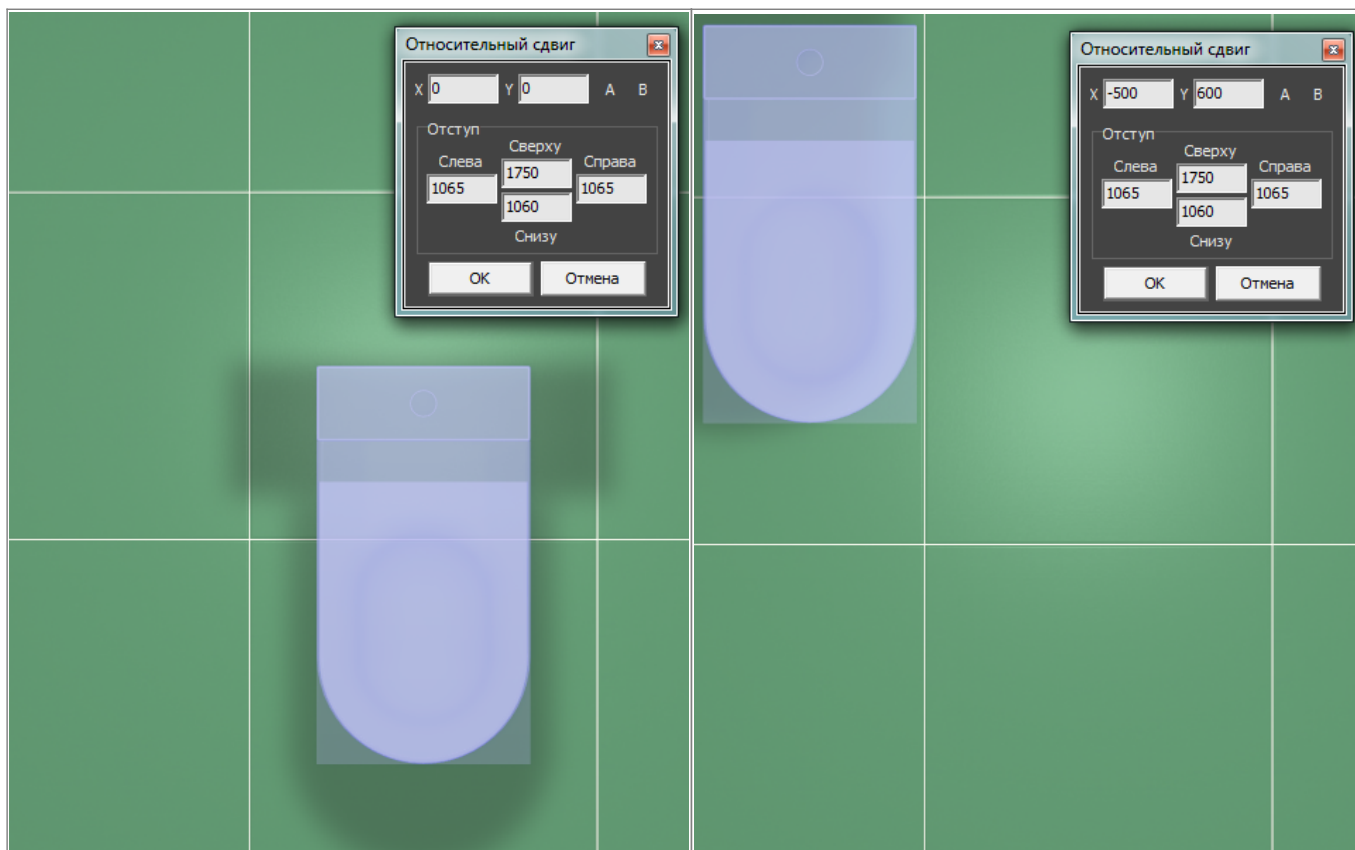 Относительный сдвиг
X 0 Y 0 A B
Отступ
Сверху
Слева 1750 Справа
1065 1060 1065
Снизу
OK Отмена
Относительный сдвиг
X -500 Y 600 A B
Отступ
Сверху
Слева 1750 Справа
1065 1060 1065
Снизу
OK Отмена